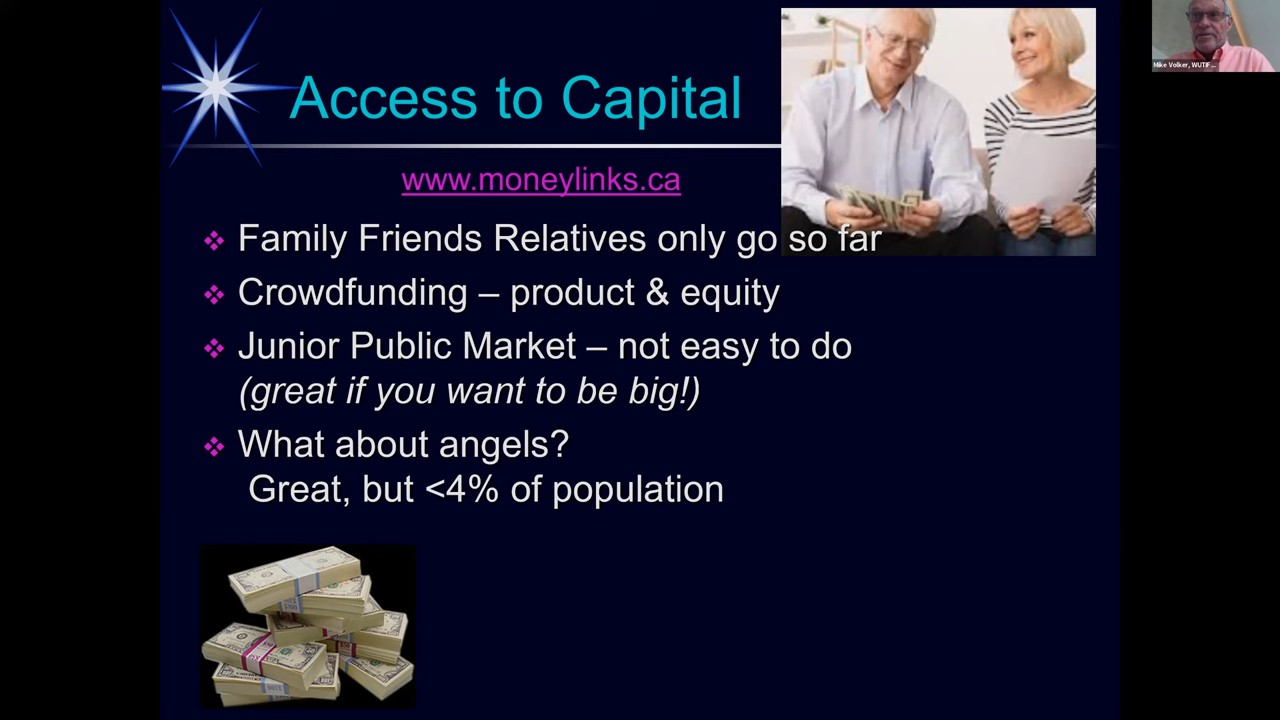 Access to Capital
Mike Volker, WUTIF ...
www.moneylinks.ca
Family Friends Relatives only go so far
Crowdfunding – product & equity
Junior Public Market – not easy to do
(great if you want to be big!)
What about angels?
Great, but <4% of population